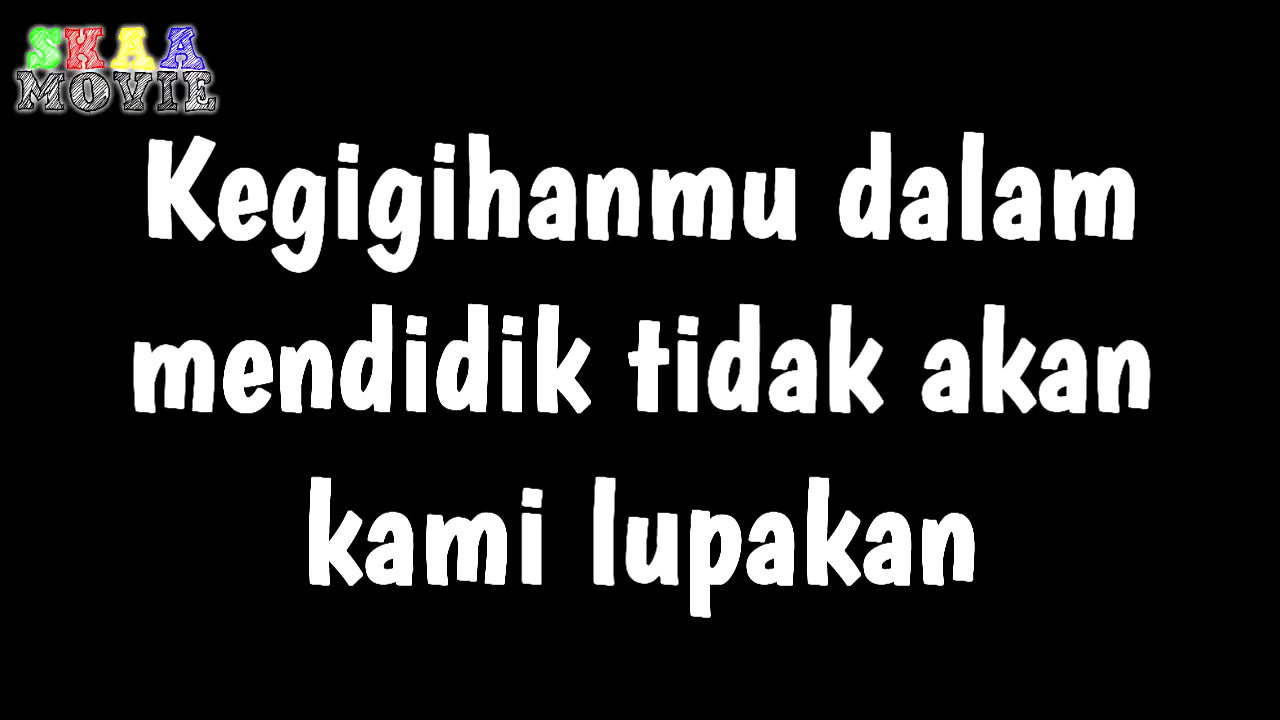 SKAA
MOVIE
Kegigihanmu dalam
mendidik tidak akan
kami lupakan